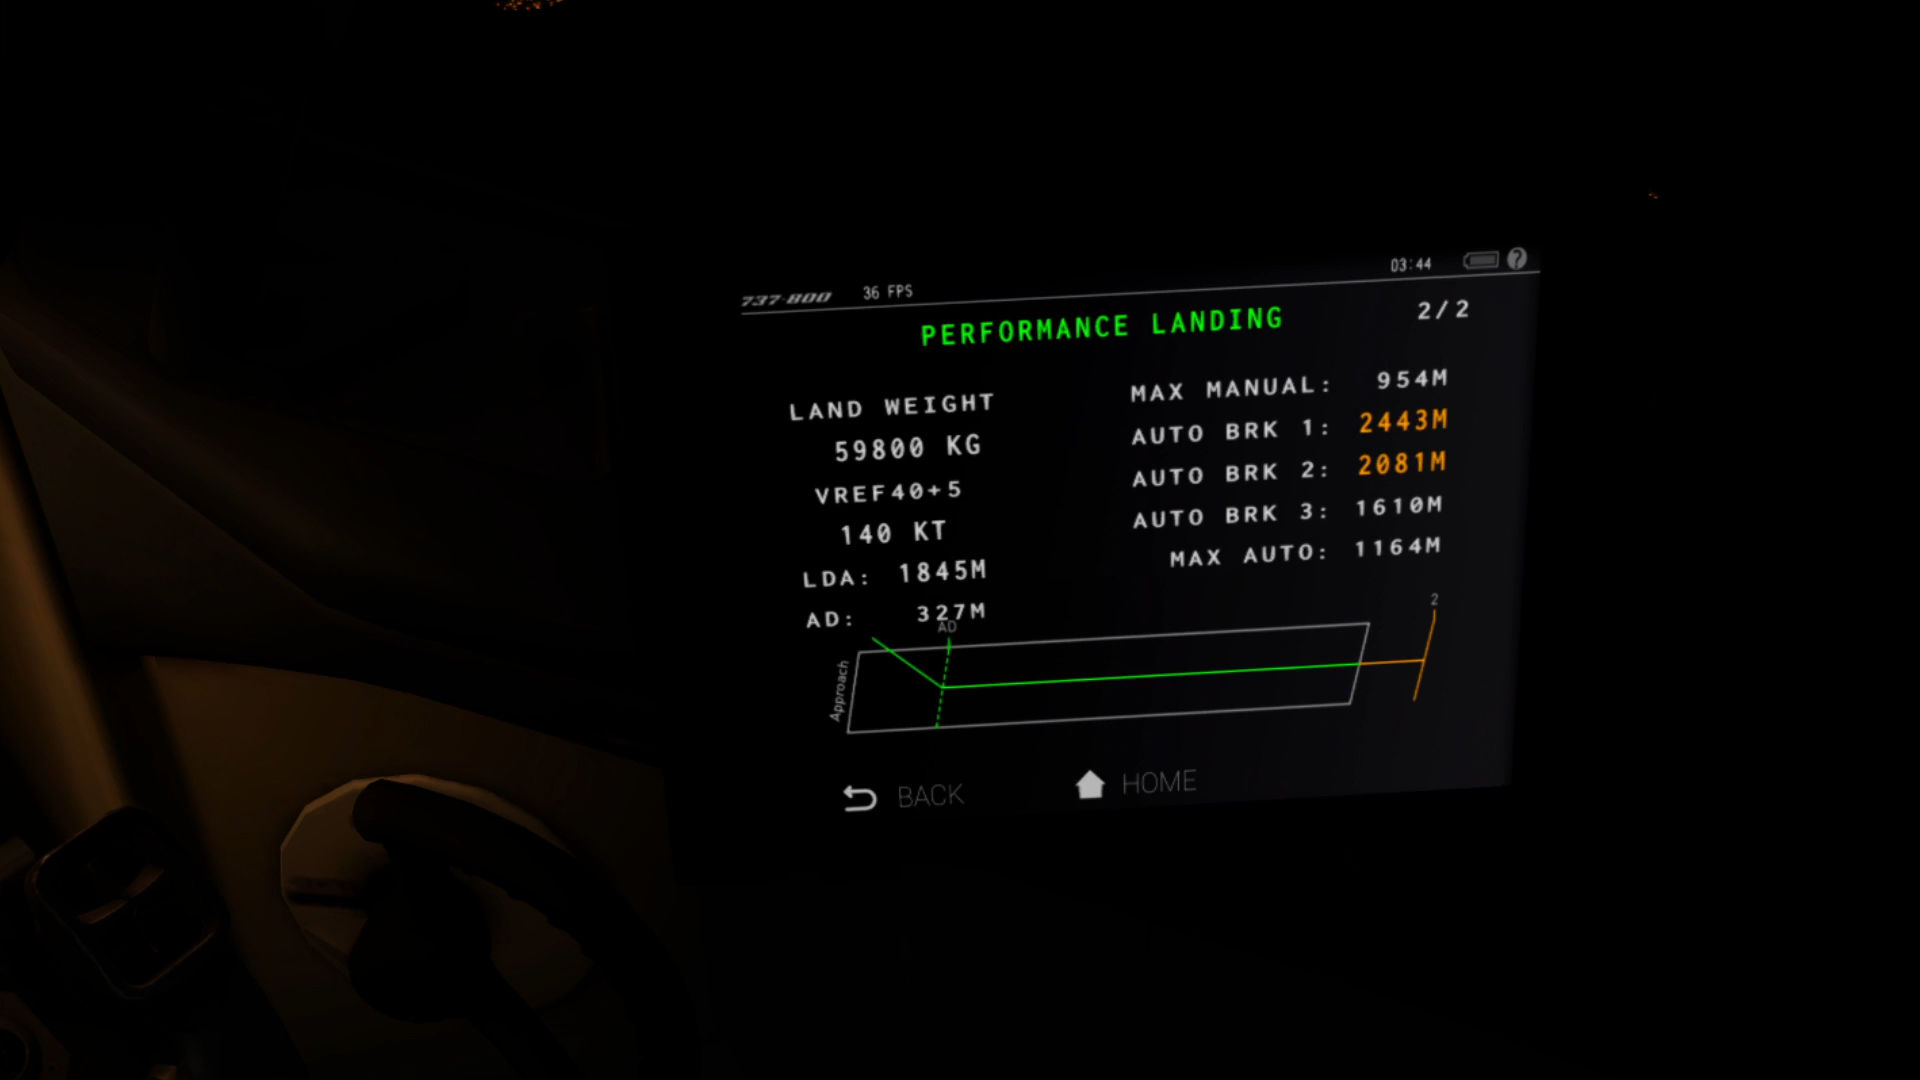 737-800 36 FPS 03:44 ?
PERFORMANCE LANDING 2/2
LAND WEIGHT
59800 KG
VREF40+5
140 KT
LDA: 1845M
AD: 327M
MAX MANUAL: 954M
AUTO BRK 1: 2443M
AUTO BRK 2: 2081M
AUTO BRK 3: 1610M
MAX AUTO: 1164M
AD
2
Approach
BACK HOME